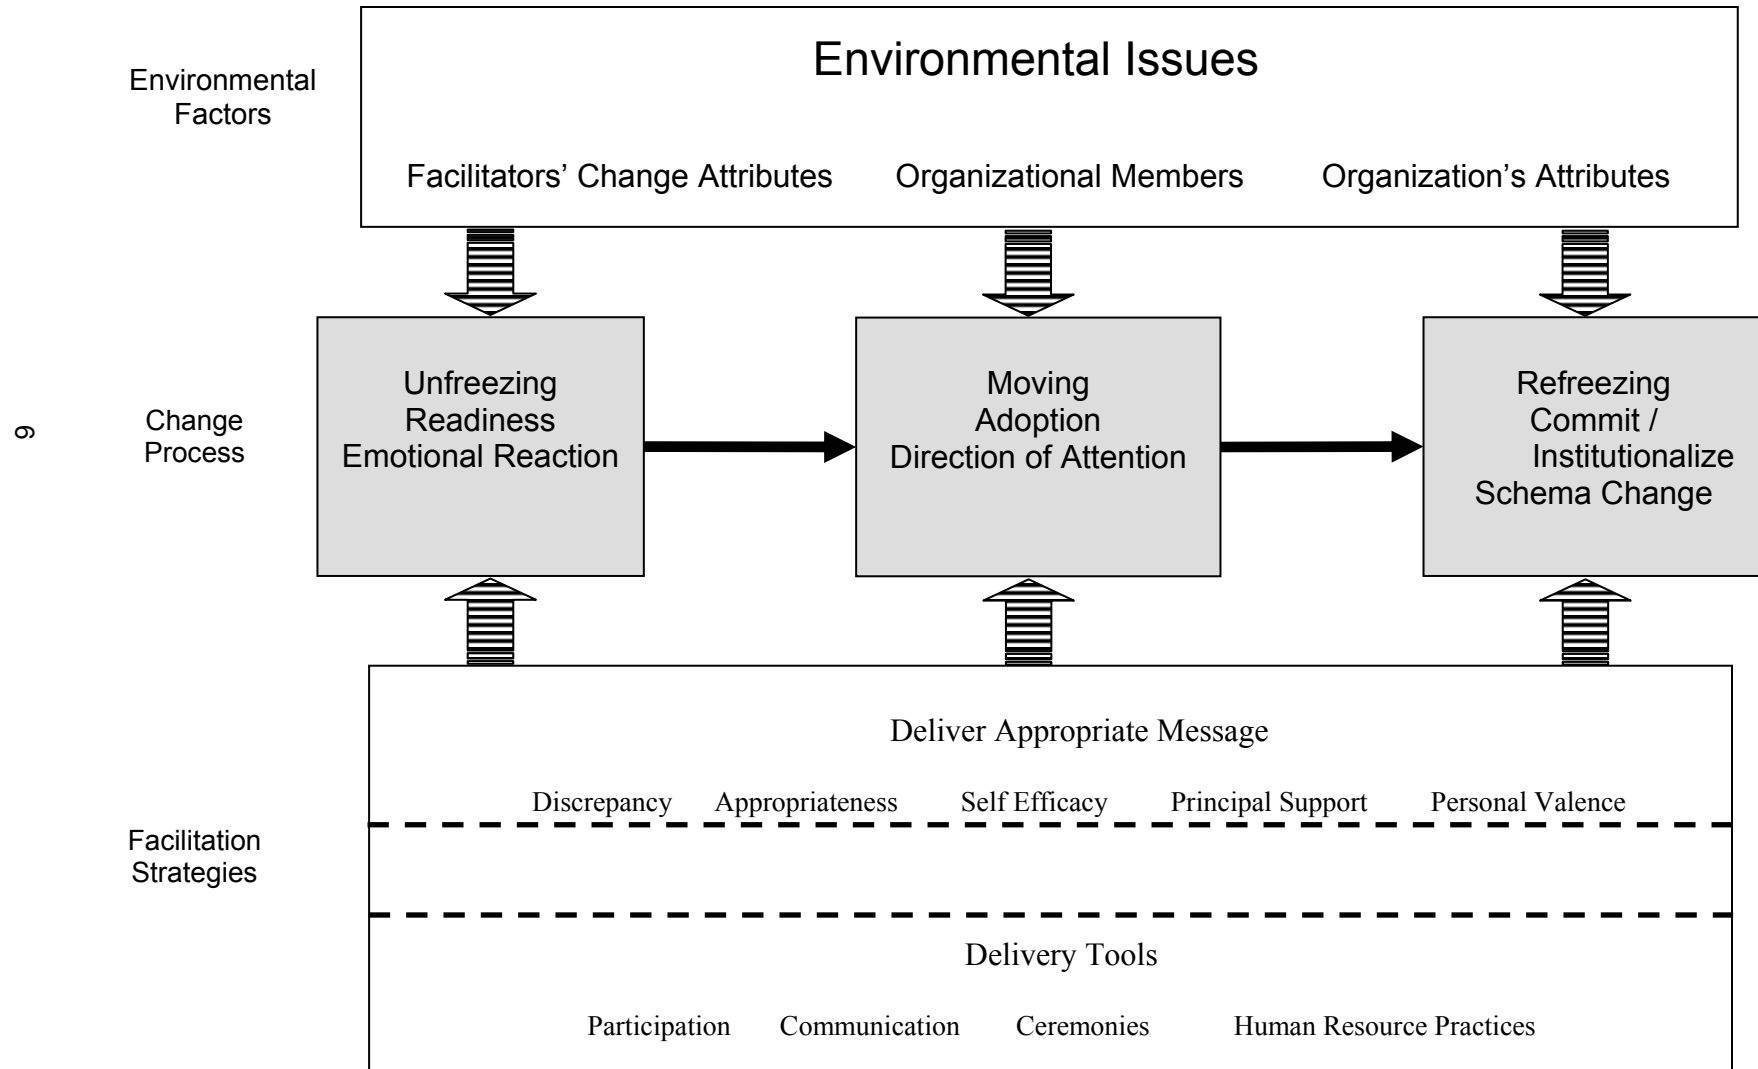 Environmental Issues
Environmental
Factors
Facilitators’ Change Attributes Organizational Members Organization’s Attributes
Unfreezing
Readiness
Emotional Reaction
Moving
Adoption
Direction of Attention
Refreezing
Commit /
Institutionalize
Schema Change
Change
Process
9
Deliver Appropriate Message
Discrepancy Appropriateness Self Efficacy Principal Support Personal Valence
Facilitation
Strategies
Delivery Tools
Participation Communication Ceremonies Human Resource Practices